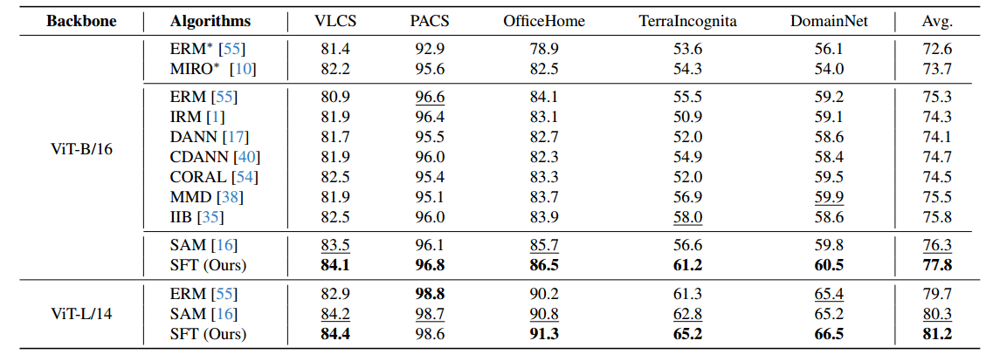 Backbone Algorithms VLCS PACS OfficeHome TerraIncognita DomainNet Avg.
ERM* [55] 81.4 92.9 78.9 53.6 56.1 72.6
MIRO* [10] 82.2 95.6 82.5 54.3 54.0 73.7
ERM [55] 80.9 96.6 84.1 55.5 59.2 75.3
IRM [1] 81.9 96.4 83.1 50.9 59.1 74.3
DANN [17] 81.7 95.5 82.7 52.0 58.6 74.1
ViT-B/16
CDANN [40] 81.9 96.0 82.3 54.9 58.4 74.7
CORAL [54] 82.5 95.4 83.3 52.0 59.5 74.5
MMD [38] 81.9 95.1 83.7 56.9 59.9 75.5
IIB [35] 82.5 96.0 83.9 58.0 58.6 75.8
SAM [16] 83.5 96.1 85.7 56.6 59.8 76.3
SFT (Ours) 84.1 96.8 86.5 61.2 60.5 77.8
ERM [55] 82.9 98.8 90.2 61.3 65.4 79.7
ViT-L/14 SAM [16] 84.2 98.7 90.8 62.8 65.2 80.3
SFT (Ours) 84.4 98.6 91.3 65.2 66.5 81.2